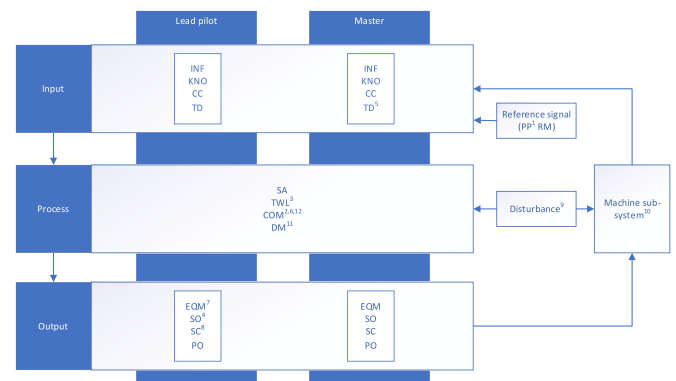 Lead pilot
Master
Input
INF
KNO
CC
TD
INF
KNO
CC
TD⁵
Reference signal
(PP¹ RM)
Process
SA
TWL³
COM²,⁶,¹²
DM¹¹
Disturbance⁹
Machine sub-
system¹⁰
Output
EQM⁷
SO⁴
SC⁸
PO
EQM
SO
SC
PO